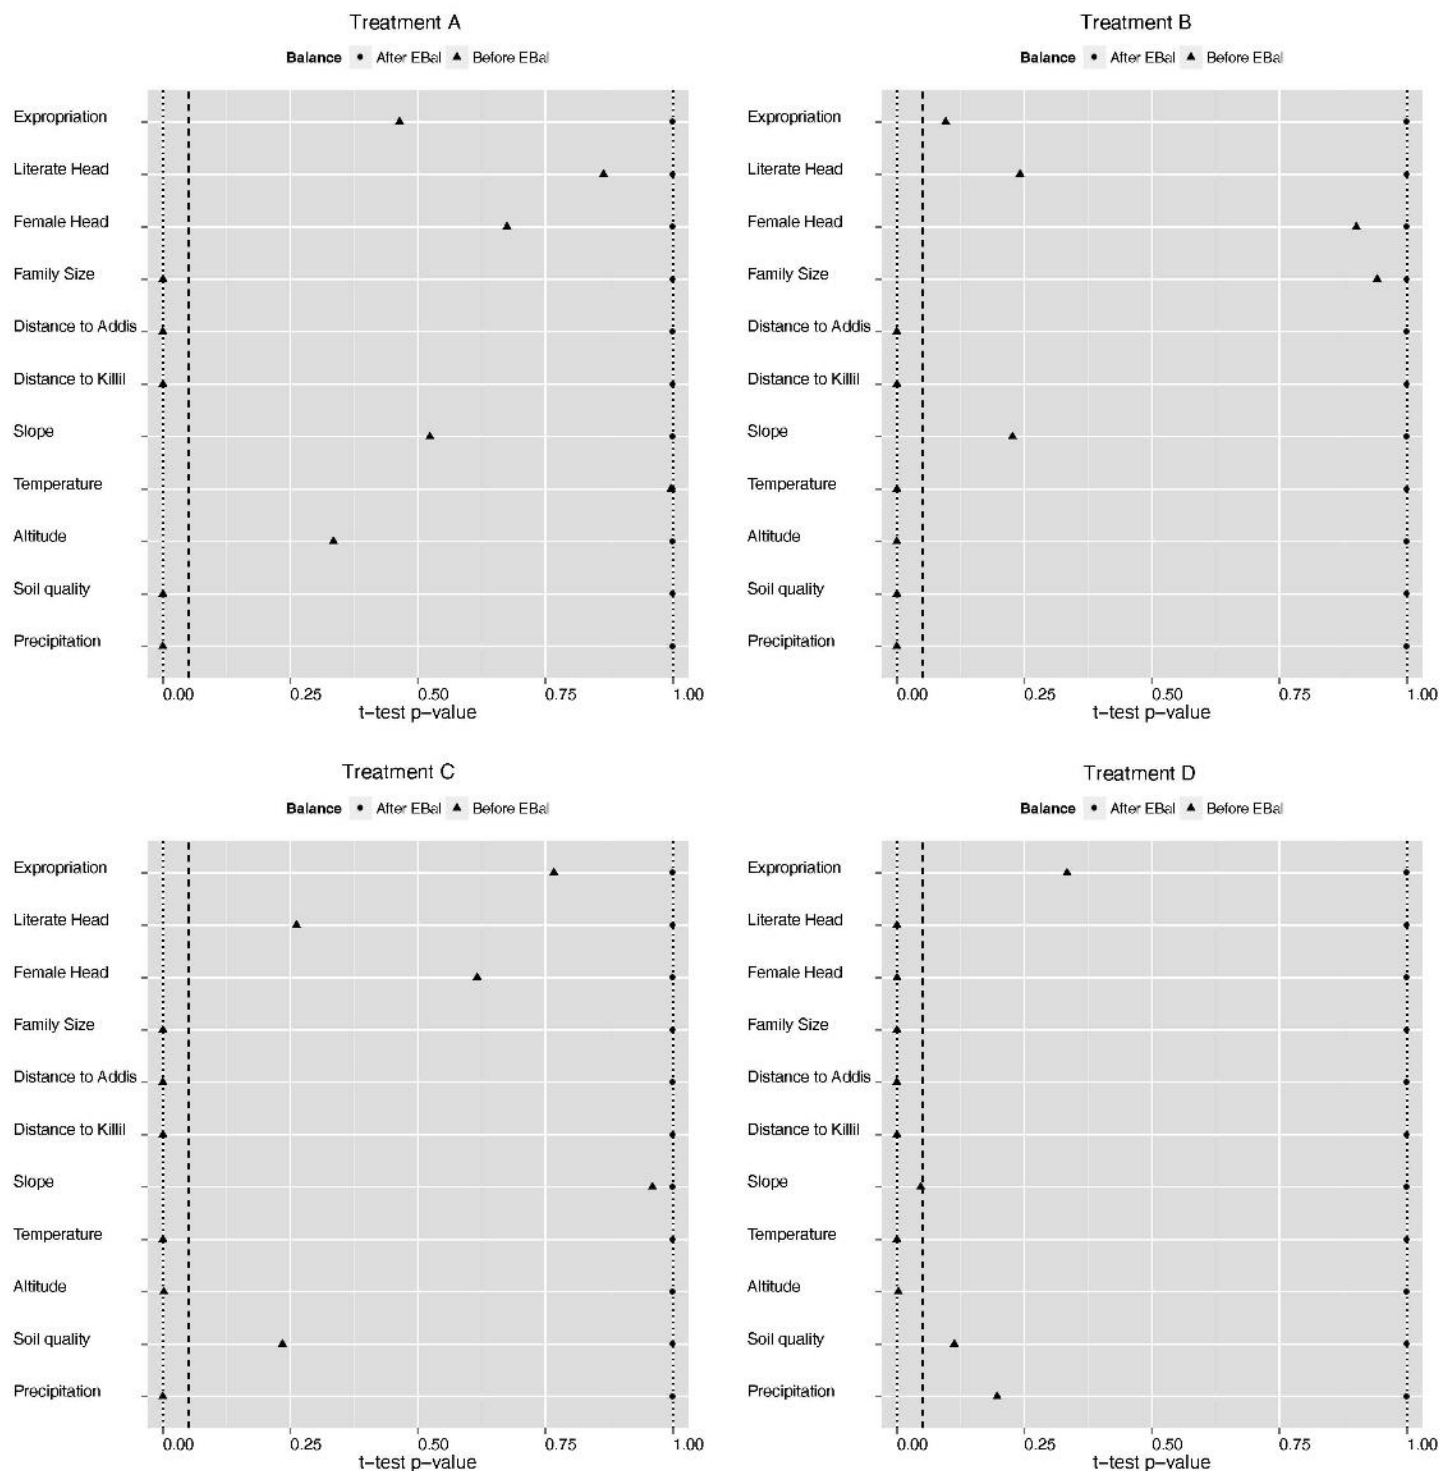 Treatment A
Balance After EBal Before EBal
Expropriation
Literate Head
Female Head
Family Size
Distance to Addis
Distance to Killil
Slope
Temperature
Altitude
Soil quality
Precipitation
0.00 0.25 0.50 0.75 1.00
t-test p-value
Treatment B
Balance After EBal Before EBal
Expropriation
Literate Head
Female Head
Family Size
Distance to Addis
Distance to Killil
Slope
Temperature
Altitude
Soil quality
Precipitation
0.00 0.25 0.50 0.75 1.00
t-test p-value
Treatment C
Balance After EBal Before EBal
Expropriation
Literate Head
Female Head
Family Size
Distance to Addis
Distance to Killil
Slope
Temperature
Altitude
Soil quality
Precipitation
0.00 0.25 0.50 0.75 1.00
t-test p-value
Treatment D
Balance After EBal Before EBal
Expropriation
Literate Head
Female Head
Family Size
Distance to Addis
Distance to Killil
Slope
Temperature
Altitude
Soil quality
Precipitation
0.00 0.25 0.50 0.75 1.00
t-test p-value